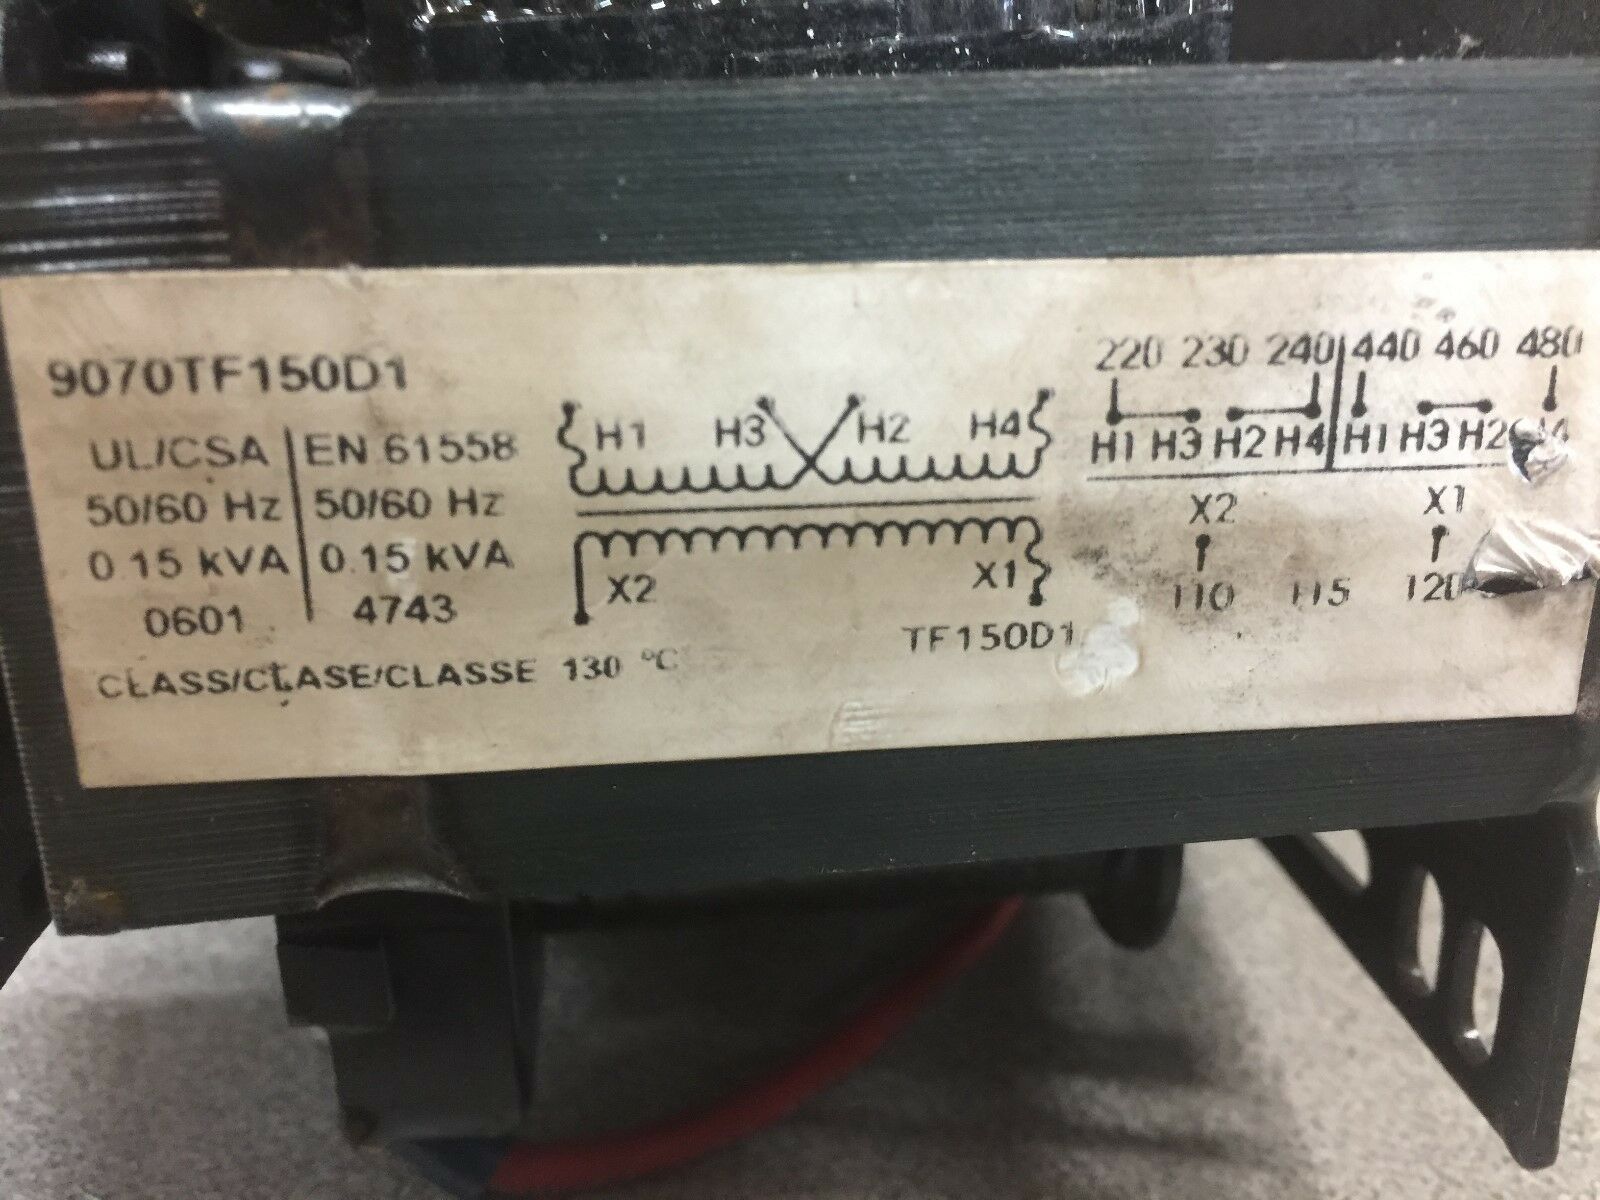 9070TF150D1
UL/CSA EN 61558
50/60 Hz 50/60 Hz
0.15 kVA 0.15 kVA
0601 4743
CLASS/CLASE/CLASSE 130 °C
H1 H3 H2 H4
X2 X1
TF150D1
220 230 240 440 460 480
H1 H3 H2 H4 H1 H3 H2
X2 X1
110 115 120